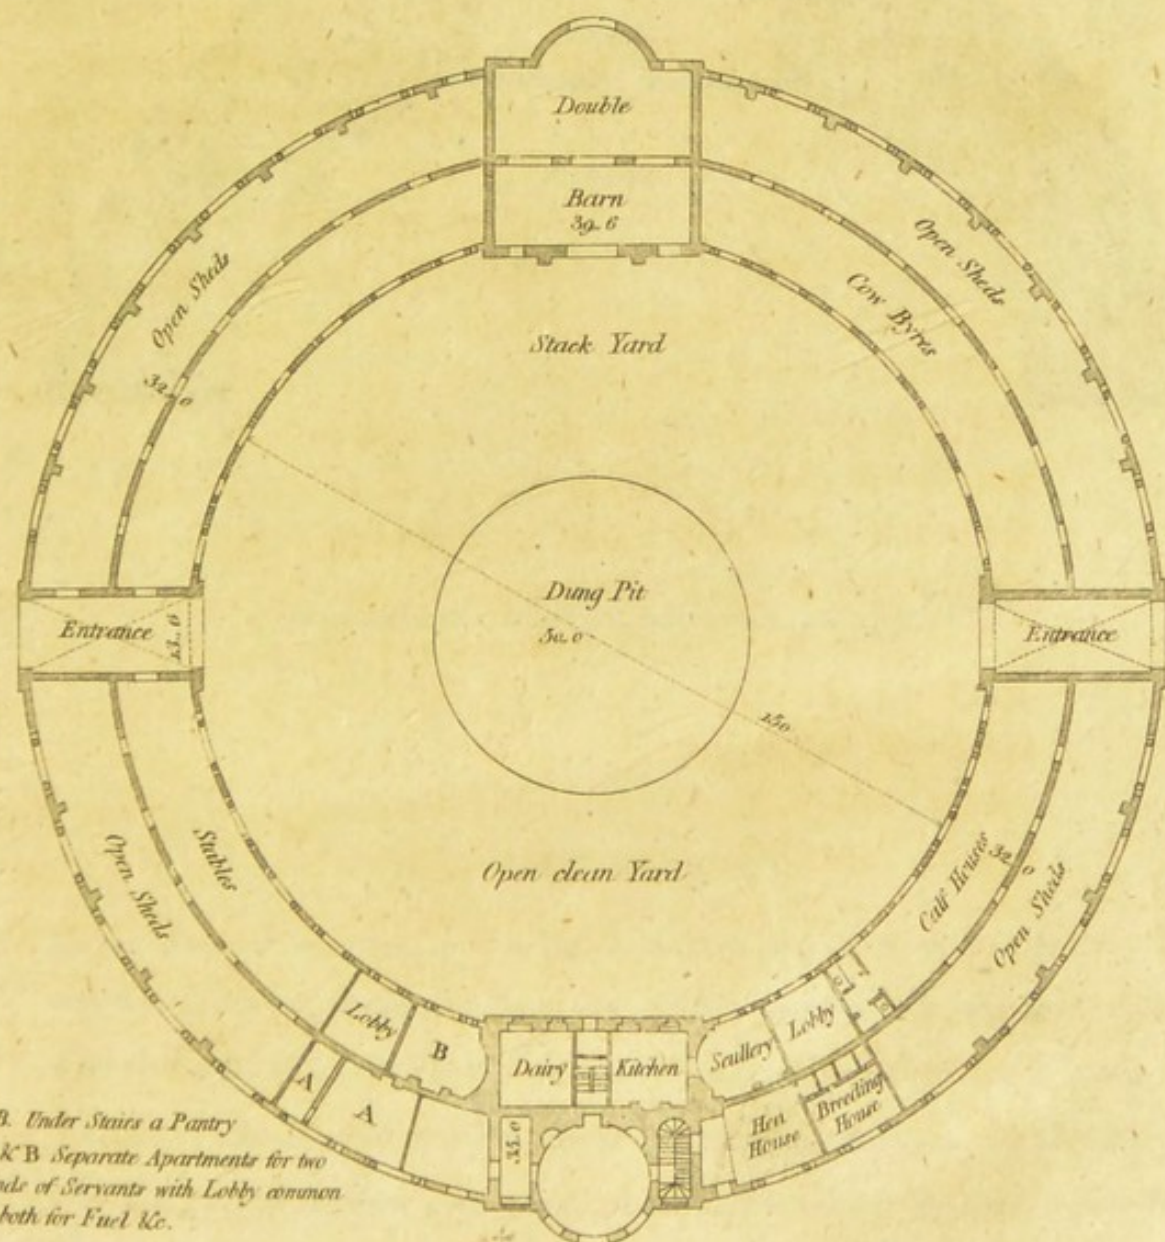 Double
Barn
39..6
Open Sheds
Open Sheds
Cow Byres
Stack Yard
32..0
Dung Pit
50..0
Entrance
13..0
Entrance
150
Open clean Yard
Stables
Open Sheds
Calf Houses
32..0
Open Sheds
Lobby
B
Dairy
Kitchen
Scullery
Lobby
A
A
Hen
House
Breeding
House
B. Under Stairs a Pantry
& B Separate Apartments for two
of Servants with Lobby common
both for Fuel &c.